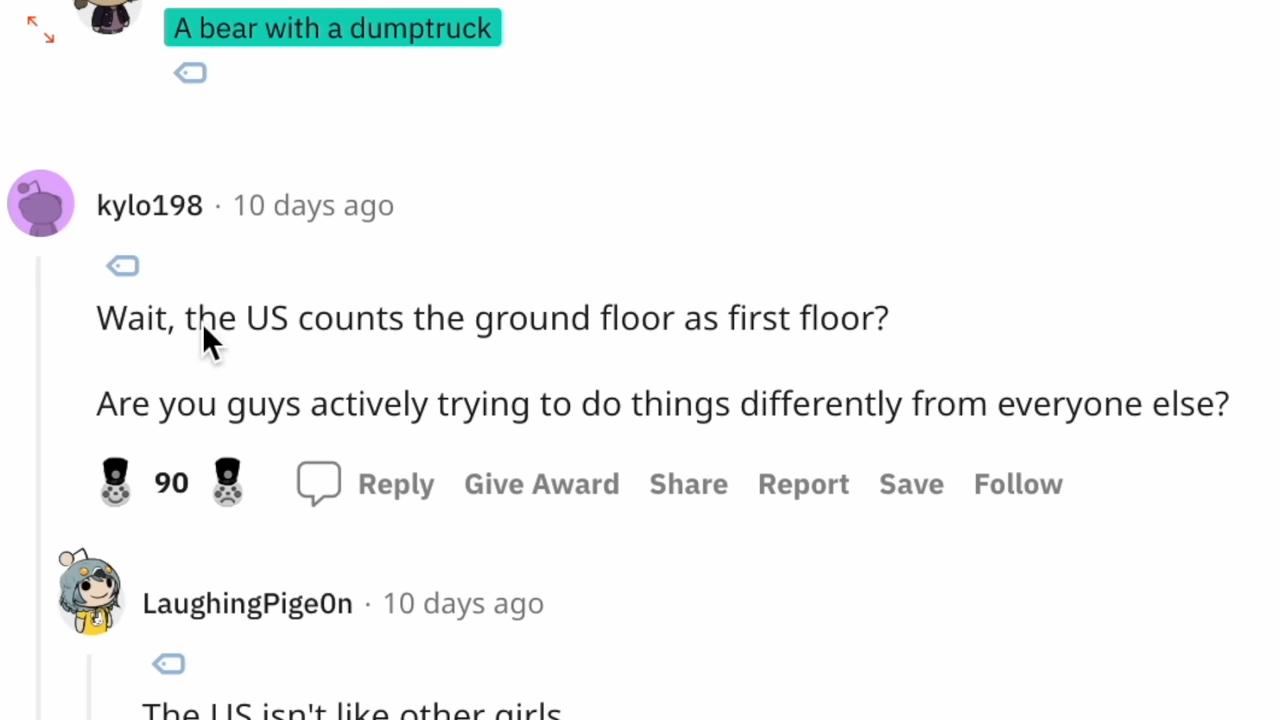 A bear with a dumptruck
kylo198 · 10 days ago
Wait, the US counts the ground floor as first floor?
Are you guys actively trying to do things differently from everyone else?
90 Reply Give Award Share Report Save Follow
LaughingPige0n · 10 days ago
The US isn't like other girls